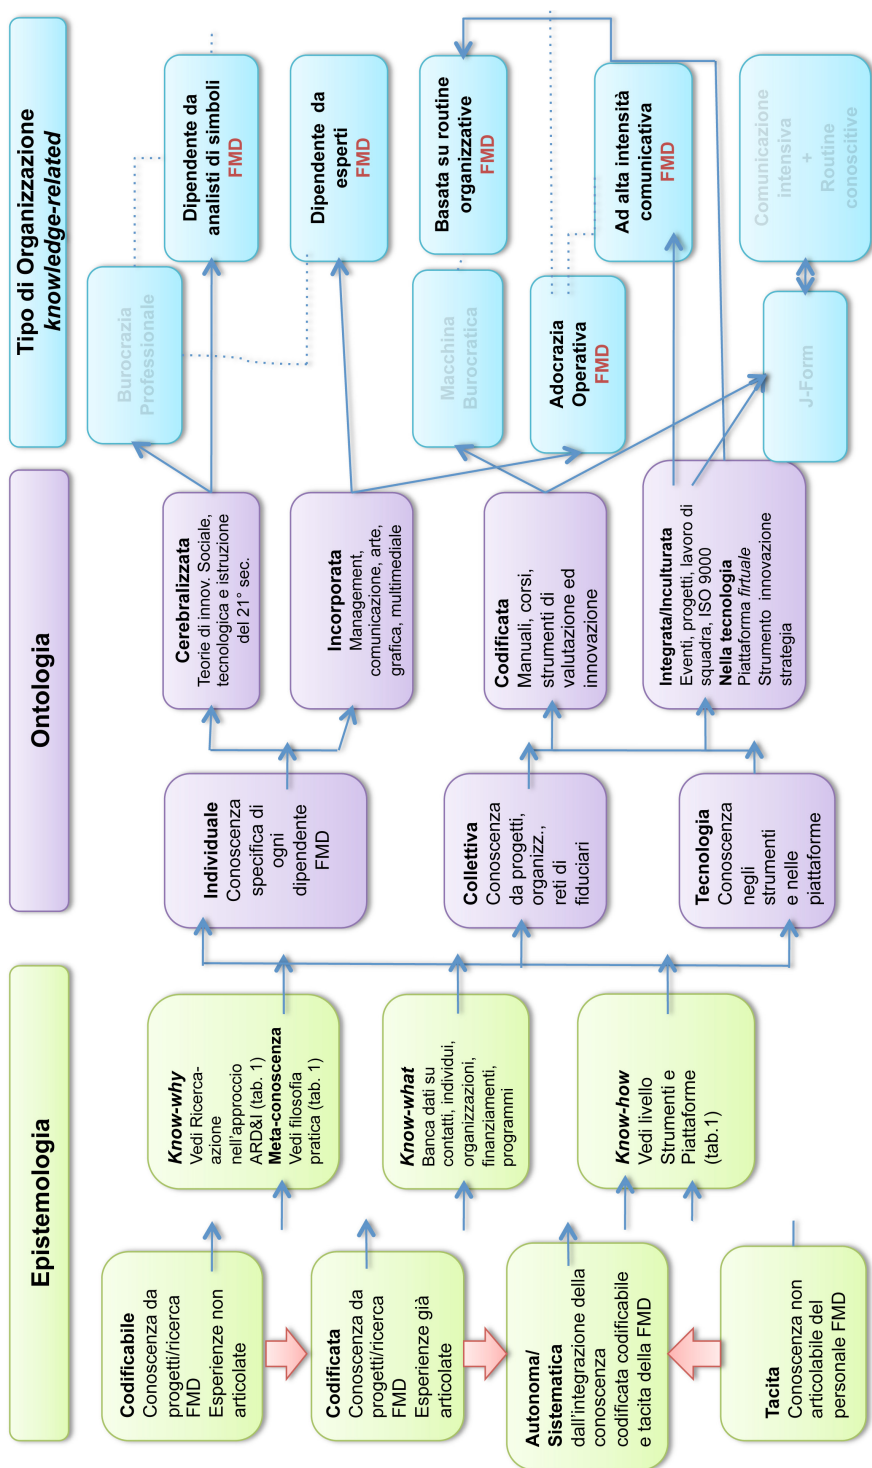 Epistemologia
Ontologia
Tipo di Organizzazione
knowledge-related
Codificabile
Conoscenza da
progetti/ricerca
FMD
Esperienze non
articolate
Codificata
Conoscenza da
progetti/ricerca
FMD
Esperienze già
articolate
Autonoma/
Sistematica
dall'integrazione della
conoscenza
codificata codificabile
e tacita della FMD
Tacita
Conoscenza non
articolabile del
personale FMD
Know-why
Vedi Ricerca-
azione
nell'approccio
ARD&I (tab. 1)
Meta-conoscenza
Vedi filosofia
pratica (tab. 1)
Know-what
Banca dati su
contatti, individui,
organizzazioni,
finanziamenti,
programmi
Know-how
Vedi livello
Strumenti e
Piattaforme
(tab.1)
Individuale
Conoscenza
specifica di
ogni
dipendente
FMD
Collettiva
Conoscenza
da progetti,
organizz.,
reti di
fiduciari
Tecnologia
Conoscenza
negli
strumenti
e nelle
piattaforme
Cerebralizzata
Teorie di innov. Sociale,
tecnologica e istruzione
del 21° sec.
Incorporata
Management,
comunicazione, arte,
grafica, multimediale
Codificata
Manuali, corsi,
strumenti di
valutazione ed
innovazione
Integrata/Inculturata
Eventi, progetti, lavoro di
squadra, ISO 9000
Nella tecnologia
Piattaforma firtuale
Strumento innovazione
strategia
Burocrazia
Professionale
Dipendente da
analisti di simboli
FMD
Dipendente da
esperti
FMD
Macchina
Burocratica
Basata su routine
organizzative
FMD
Adocrazia
Operativa
FMD
Ad alta intensità
comunicativa
FMD
J-Form
Comunicazione
intensiva
+
Routine
conoscitive